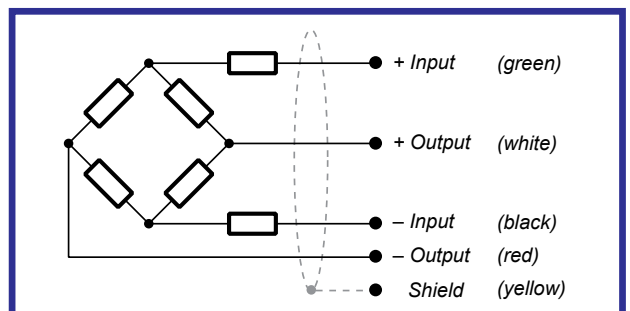 + Input (green)
+ Output (white)
– Input (black)
– Output (red)
Shield (yellow)